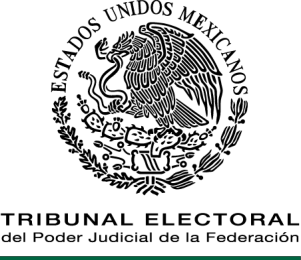 ESTADOS UNIDOS MEXICANOS
TRIBUNAL ELECTORAL
del Poder Judicial de la Federación